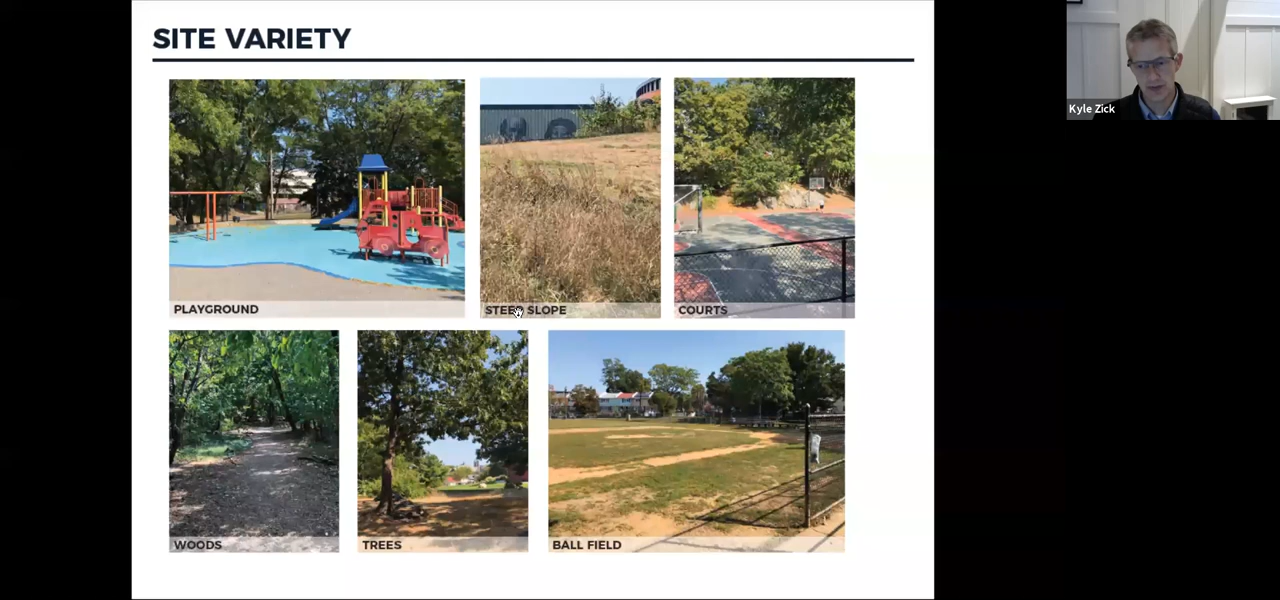 SITE VARIETY
Kyle Zick
PLAYGROUND
STEEP SLOPE
COURTS
WOODS
TREES
BALL FIELD